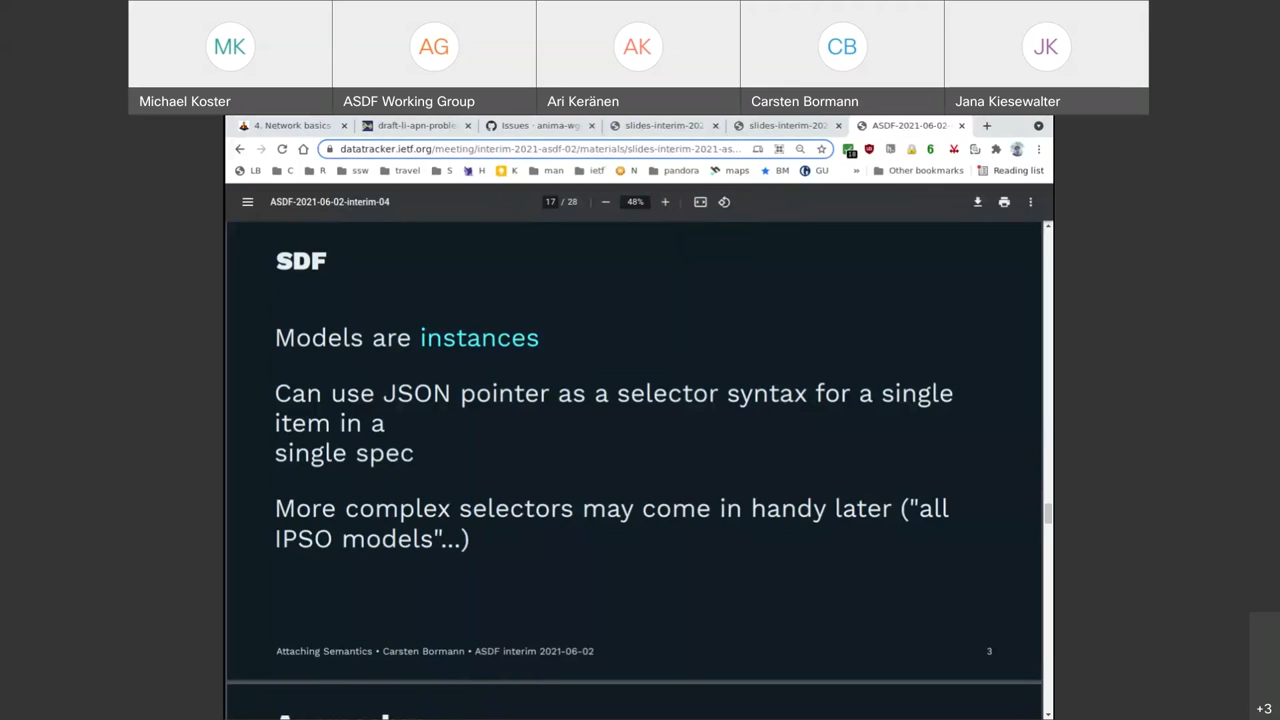 MK
AG
AK
CB
JK
Michael Koster
ASDF Working Group
Ari Keränen
Carsten Bormann
Jana Kiesewalter
4. Network basics
draft-li-apn-proble
Issues · anima-wg
slides-interim-202
slides-interim-202
ASDF-2021-06-02-
datatracker.ietf.org/meeting/interim-2021-asdf-02/materials/slides-interim-2021-as...
LB
C
R
ssw
travel
S
H
K
man
ietf
N
pandora
maps
BM
GU
»
Other bookmarks
Reading list
ASDF-2021-06-02-interim-04
17 / 28
48%
SDF
Models are instances
Can use JSON pointer as a selector syntax for a single
item in a
single spec
More complex selectors may come in handy later ("all
IPSO models"...)
Attaching Semantics • Carsten Bormann • ASDF interim 2021-06-02
3
+3